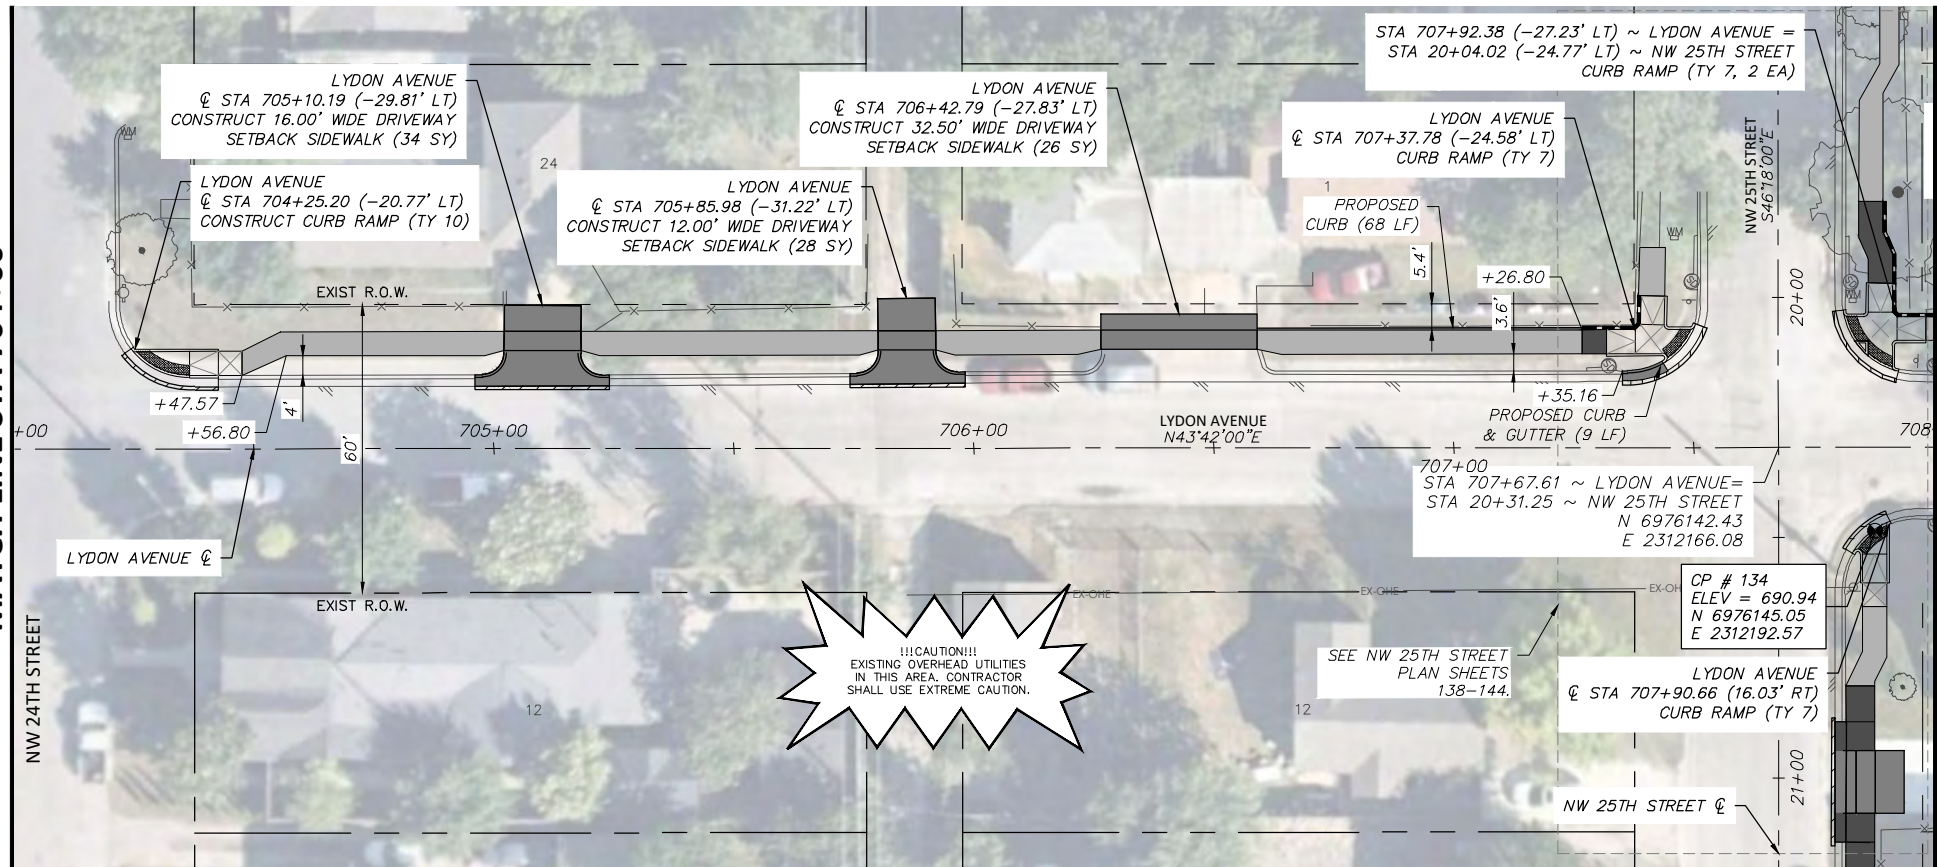 LYDON AVENUE
℄ STA 705+10.19 (-29.81' LT)
CONSTRUCT 16.00' WIDE DRIVEWAY
SETBACK SIDEWALK (34 SY)
LYDON AVENUE
℄ STA 704+25.20 (-20.77' LT)
CONSTRUCT CURB RAMP (TY 10)
LYDON AVENUE
℄ STA 705+85.98 (-31.22' LT)
CONSTRUCT 12.00' WIDE DRIVEWAY
SETBACK SIDEWALK (28 SY)
LYDON AVENUE
℄ STA 706+42.79 (-27.83' LT)
CONSTRUCT 32.50' WIDE DRIVEWAY
SETBACK SIDEWALK (26 SY)
STA 707+92.38 (-27.23' LT) ~ LYDON AVENUE =
STA 20+04.02 (-24.77' LT) ~ NW 25TH STREET
CURB RAMP (TY 7, 2 EA)
LYDON AVENUE
℄ STA 707+37.78 (-24.58' LT)
CURB RAMP (TY 7)
PROPOSED
CURB (68 LF)
NW 25TH STREET
S46°18'00"E
WM
24
1
WM
WM
5.4'
3.6'
+26.80
20+00
EXIST R.O.W.
+47.57
+56.80
4'
60'
+00
705+00
706+00
LYDON AVENUE
N43°42'00"E
+35.16
PROPOSED CURB
& GUTTER (9 LF)
708
707+00
STA 707+67.61 ~ LYDON AVENUE=
STA 20+31.25 ~ NW 25TH STREET
N 6976142.43
E 2312166.08
LYDON AVENUE ℄
EXIST R.O.W.
EX-OHE
EX-OHE
EX-OH
CP # 134
ELEV = 690.94
N 6976145.05
E 2312192.57
NW 24TH STREET
!!!CAUTION!!!
EXISTING OVERHEAD UTILITIES
IN THIS AREA. CONTRACTOR
SHALL USE EXTREME CAUTION.
12
12
SEE NW 25TH STREET
PLAN SHEETS
138-144.
LYDON AVENUE
℄ STA 707+90.66 (16.03' RT)
CURB RAMP (TY 7)
NW 25TH STREET ℄
21+00